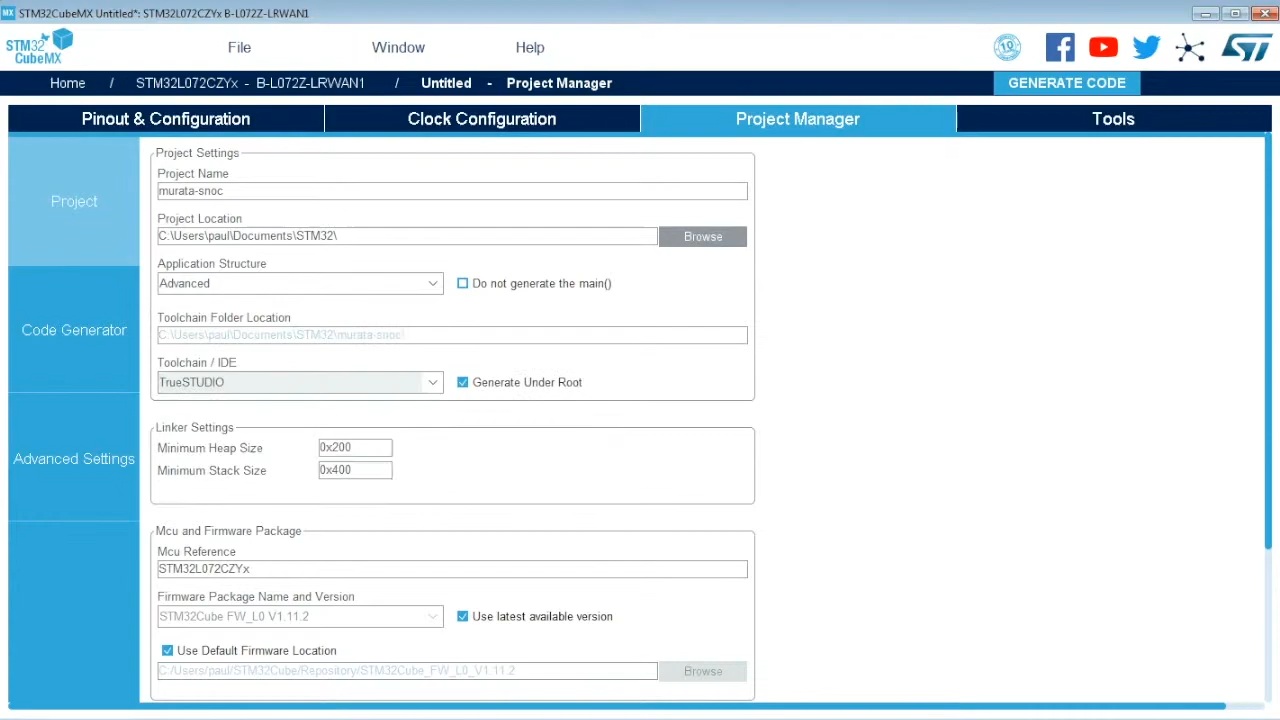 MX STM32CubeMX Untitled*: STM32L072CZYx B-L072Z-LRWAN1
STM32
CubeMX
File
Window
Help
10
ST
Home / STM32L072CZYx - B-L072Z-LRWAN1 / Untitled - Project Manager
GENERATE CODE
Pinout & Configuration
Clock Configuration
Project Manager
Tools
Project
Code Generator
Advanced Settings
Project Settings
Project Name
murata-snoc
Project Location
C:\Users\paul\Documents\STM32\
Browse
Application Structure
Advanced
Do not generate the main()
Toolchain Folder Location
C:\Users\paul\Documents\STM32\murata-snoc\
Toolchain / IDE
TrueSTUDIO
Generate Under Root
Linker Settings
Minimum Heap Size 0x200
Minimum Stack Size 0x400
Mcu and Firmware Package
Mcu Reference
STM32L072CZYx
Firmware Package Name and Version
STM32Cube FW_L0 V1.11.2
Use latest available version
Use Default Firmware Location
C:/Users/paul/STM32Cube/Repository/STM32Cube_FW_L0_V1.11.2
Browse